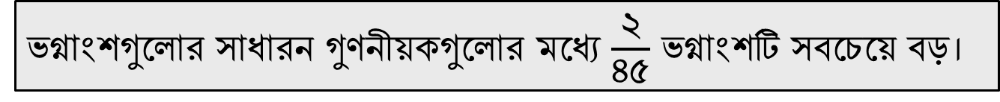 ভগ্নাংশগুলোর সাধারন গুণনীয়কগুলোর মধ্যে ২/৪৫ ভগ্নাংশটি সবচেয়ে বড়।